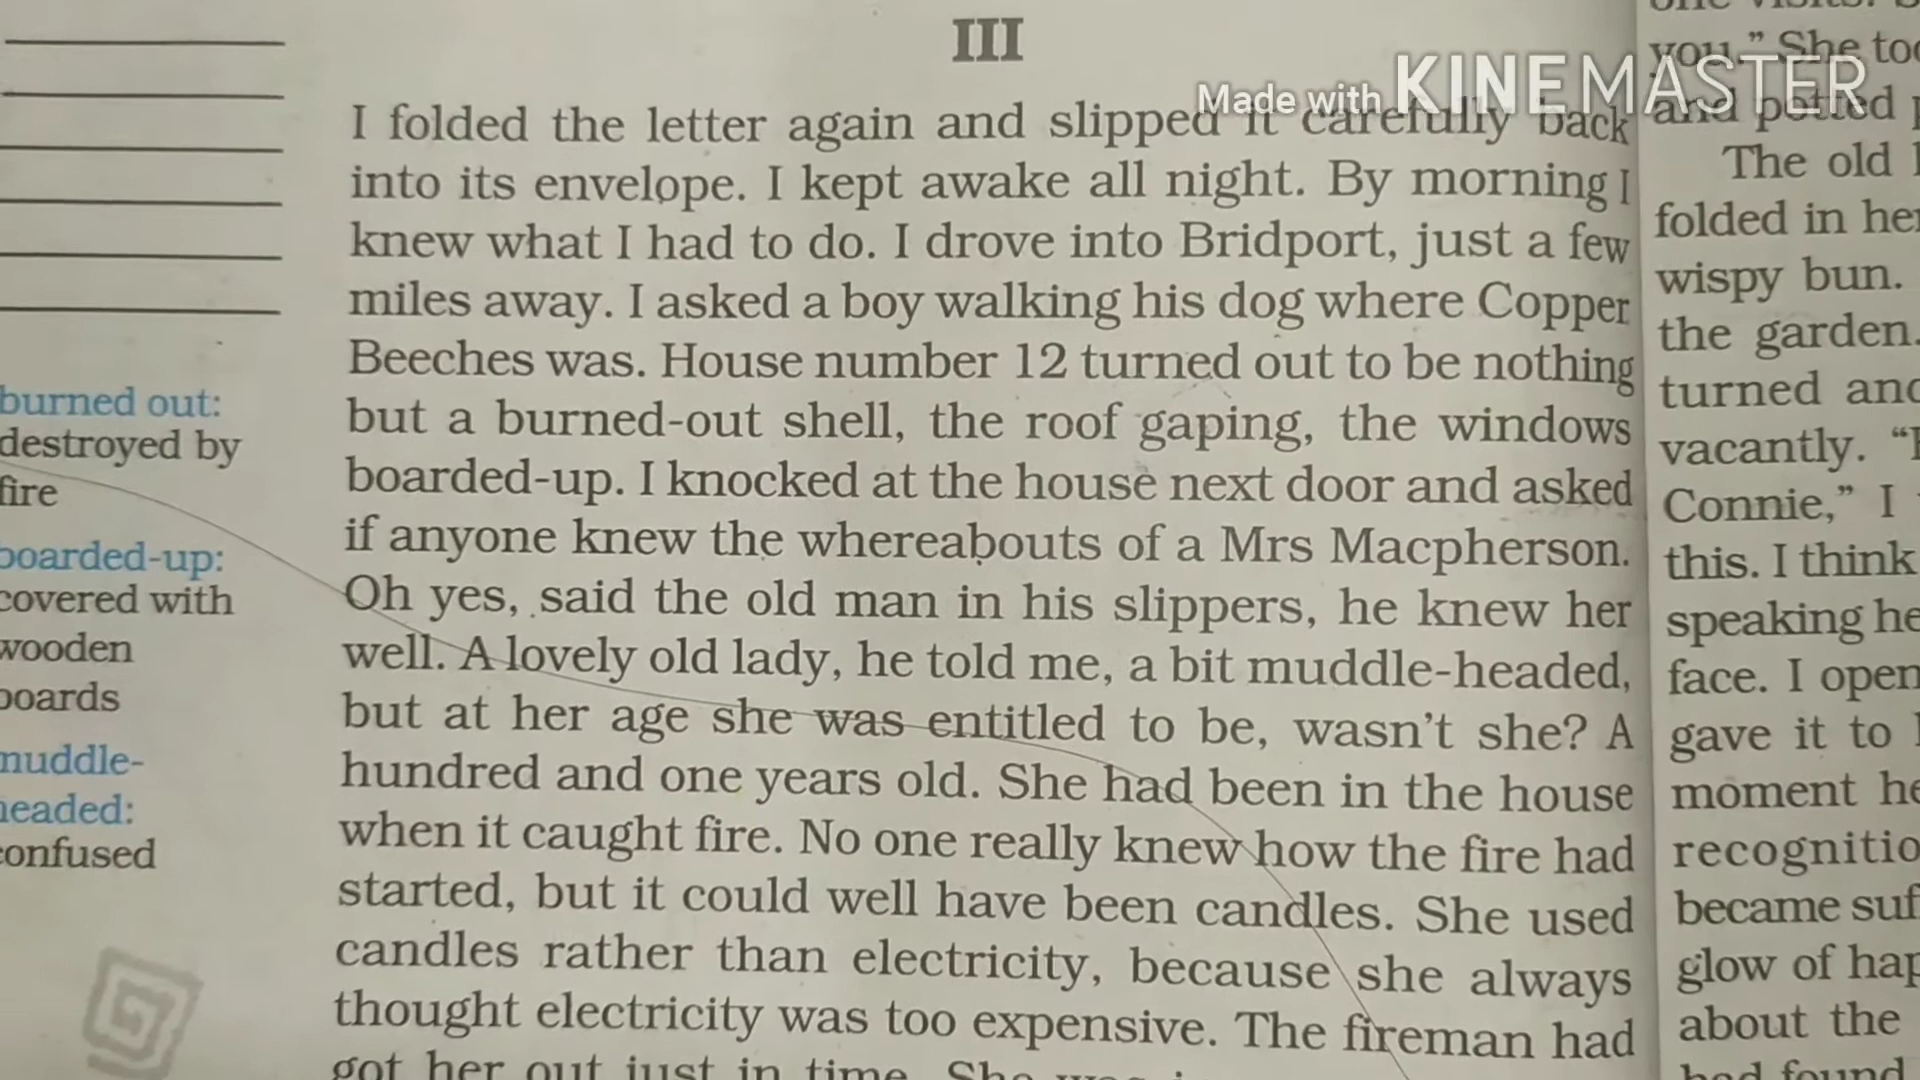 III
Made with KINEMASTER
I folded the letter again and slipped it carefully back
into its envelope. I kept awake all night. By morning I
knew what I had to do. I drove into Bridport, just a few
miles away. I asked a boy walking his dog where Copper
Beeches was. House number 12 turned out to be nothing
but a burned-out shell, the roof gaping, the windows
boarded-up. I knocked at the house next door and asked
if anyone knew the whereabouts of a Mrs Macpherson.
Oh yes, said the old man in his slippers, he knew her
well. A lovely old lady, he told me, a bit muddle-headed,
but at her age she was entitled to be, wasn't she? A
hundred and one years old. She had been in the house
when it caught fire. No one really knew how the fire had
started, but it could well have been candles. She used
candles rather than electricity, because she always
thought electricity was too expensive. The fireman had
got her out just in time. She was
burned out:
destroyed by
fire
boarded-up:
covered with
wooden
boards
muddle-
headed:
confused
you." She
and potted
The old
folded in
wispy bun.
the garden.
turned
vacantly.
Connie," I
this. I think
speaking
face. I
gave it to
moment
became
glow of
about the
had found